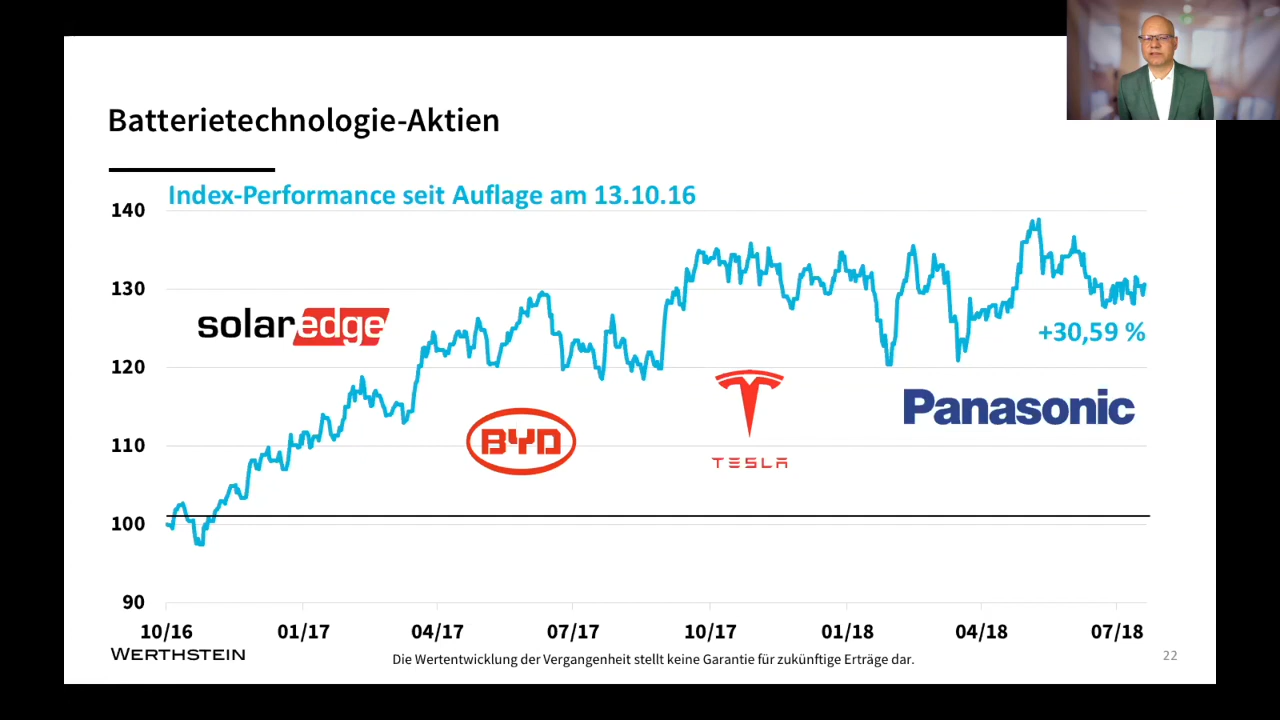 Batterietechnologie-Aktien
Index-Performance seit Auflage am 13.10.16
140
130
solaredge
+30,59 %
120
Panasonic
BYD
TESLA
110
100
90
10/16 01/17 04/17 07/17 10/17 01/18 04/18 07/18
WERTHSTEIN
Die Wertentwicklung der Vergangenheit stellt keine Garantie für zukünftige Erträge dar.
22